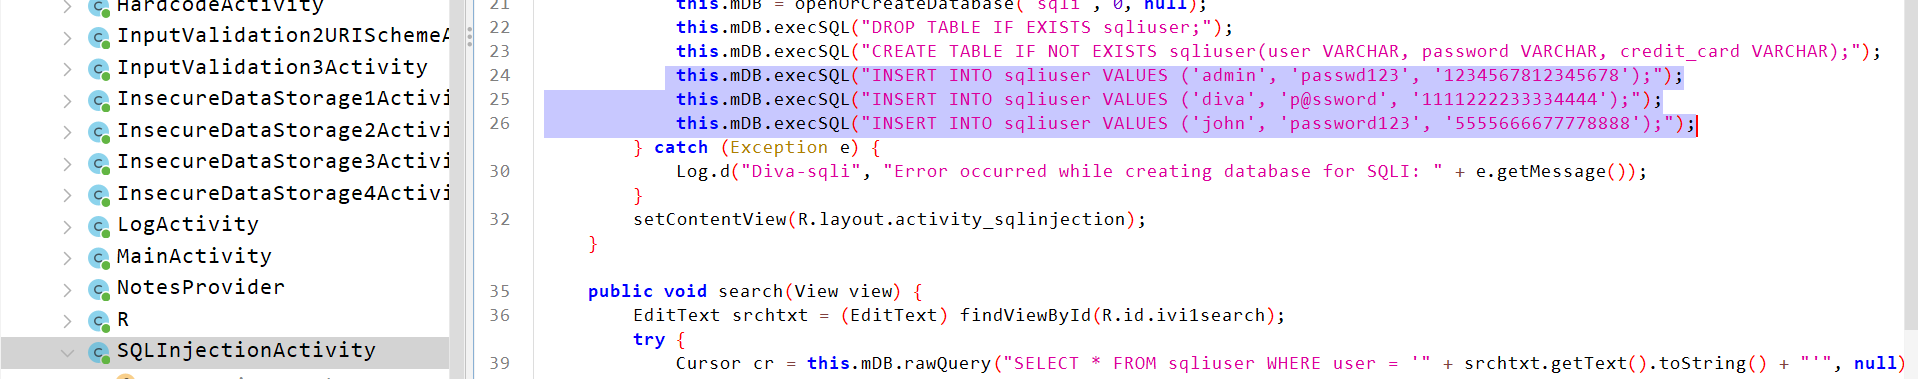 HardcodeActivity
InputValidation2URISchemeA
InputValidation3Activity
InsecureDataStorage1Activi
InsecureDataStorage2Activi
InsecureDataStorage3Activi
InsecureDataStorage4Activi
LogActivity
MainActivity
NotesProvider
R
SQLInjectionActivity
21 this.mDB = openOrCreateDatabase("sqli", 0, null);
22 this.mDB.execSQL("DROP TABLE IF EXISTS sqliuser;");
23 this.mDB.execSQL("CREATE TABLE IF NOT EXISTS sqliuser(user VARCHAR, password VARCHAR, credit_card VARCHAR);");
24 this.mDB.execSQL("INSERT INTO sqliuser VALUES ('admin', 'passwd123', '1234567812345678');");
25 this.mDB.execSQL("INSERT INTO sqliuser VALUES ('diva', 'p@ssword', '1111222233334444');");
26 this.mDB.execSQL("INSERT INTO sqliuser VALUES ('john', 'password123', '5555666677778888');");
} catch (Exception e) {
30 Log.d("Diva-sqli", "Error occurred while creating database for SQLI: " + e.getMessage());
}
32 setContentView(R.layout.activity_sqlinjection);
}
35 public void search(View view) {
36 EditText srchtxt = (EditText) findViewById(R.id.ivi1search);
try {
39 Cursor cr = this.mDB.rawQuery("SELECT * FROM sqliuser WHERE user = '" + srchtxt.getText().toString() + "'", null)